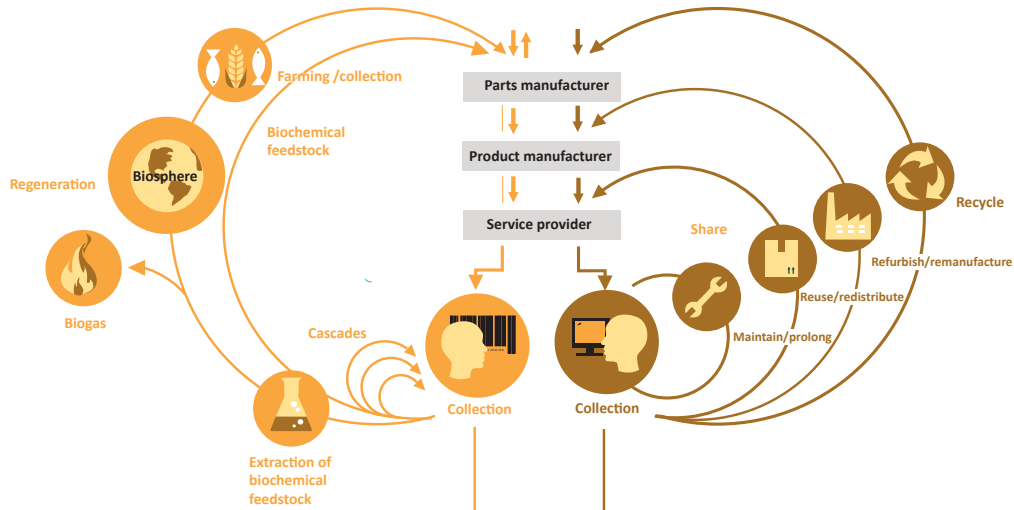 Farming /collection
Parts manufacturer
Biochemical
feedstock
Product manufacturer
Biosphere
Regeneration
Recycle
Service provider
Share
Refurbish/remanufacture
Reuse/redistribute
Biogas
Cascades
Maintain/prolong
Collection
Collection
Extraction of
biochemical
feedstock